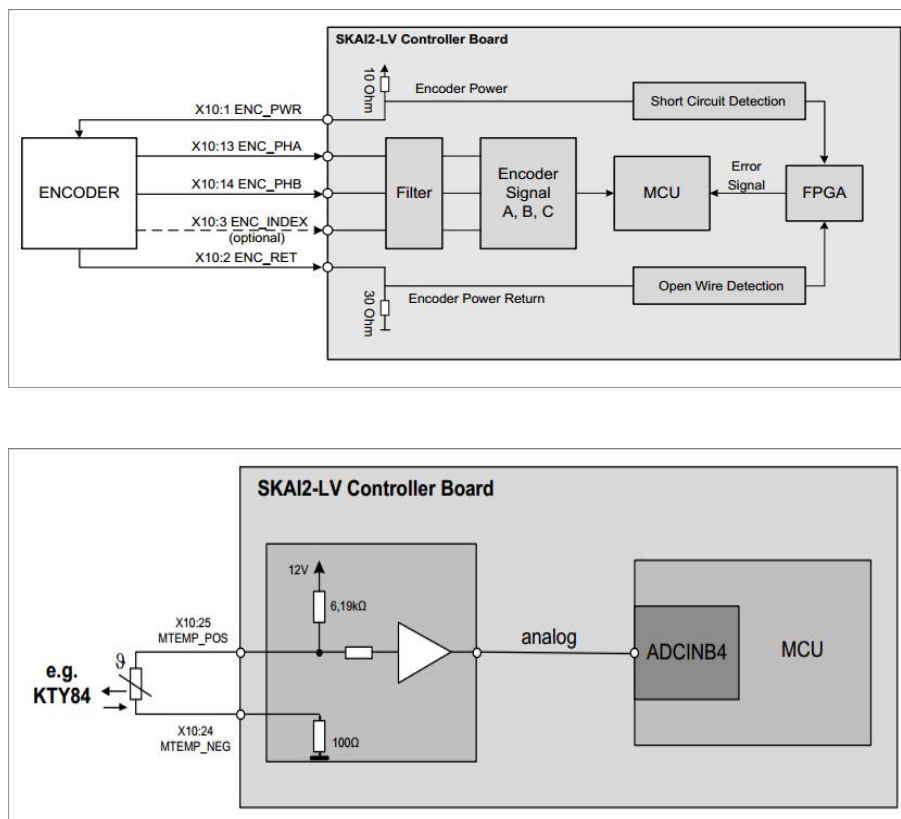 SKAI2-LV Controller Board
10 Ohm
Encoder Power
Short Circuit Detection
X10:1 ENC_PWR
X10:13 ENC_PHA
X10:14 ENC_PHB
X10:3 ENC_INDEX
(optional)
X10:2 ENC_RET
ENCODER
Filter
Encoder
Signal
A, B, C
MCU
Error
Signal
FPGA
30 Ohm
Encoder Power Return
Open Wire Detection
SKAI2-LV Controller Board
12V
6,19kΩ
X10:25
MTEMP_POS
e.g.
KTY84
ϑ
X10:24
MTEMP_NEG
100Ω
analog
ADCINB4
MCU